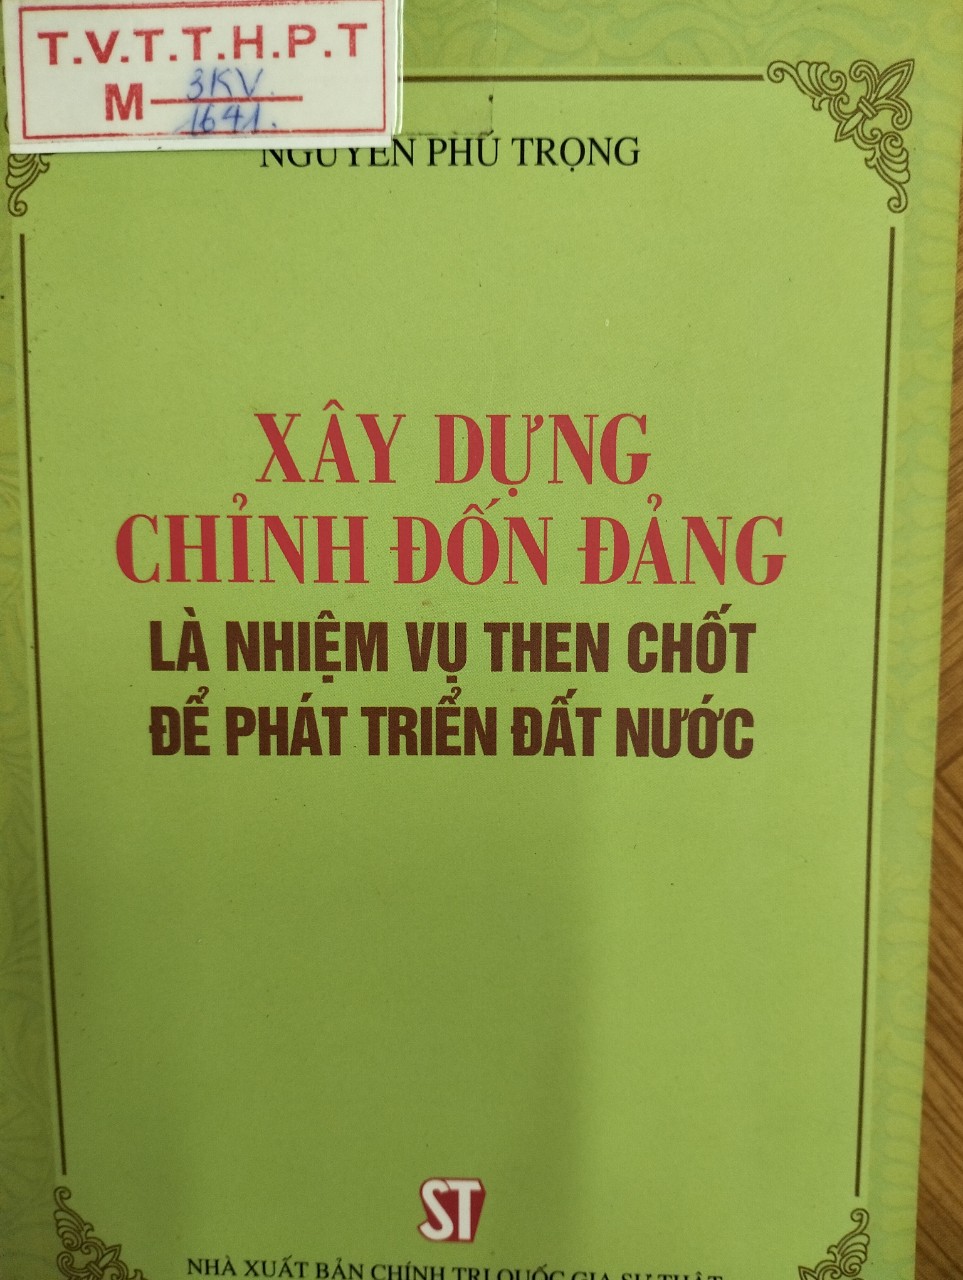 T.V.T.T.H.P.T
M 3KV
1641.
NGUYỄN PHÚ TRỌNG
XÂY DỰNG
CHỈNH ĐỐN ĐẢNG
LÀ NHIỆM VỤ THEN CHỐT
ĐỂ PHÁT TRIỂN ĐẤT NƯỚC
ST
NHÀ XUẤT BẢN CHÍNH TRỊ QUỐC GIA SỰ THẬT